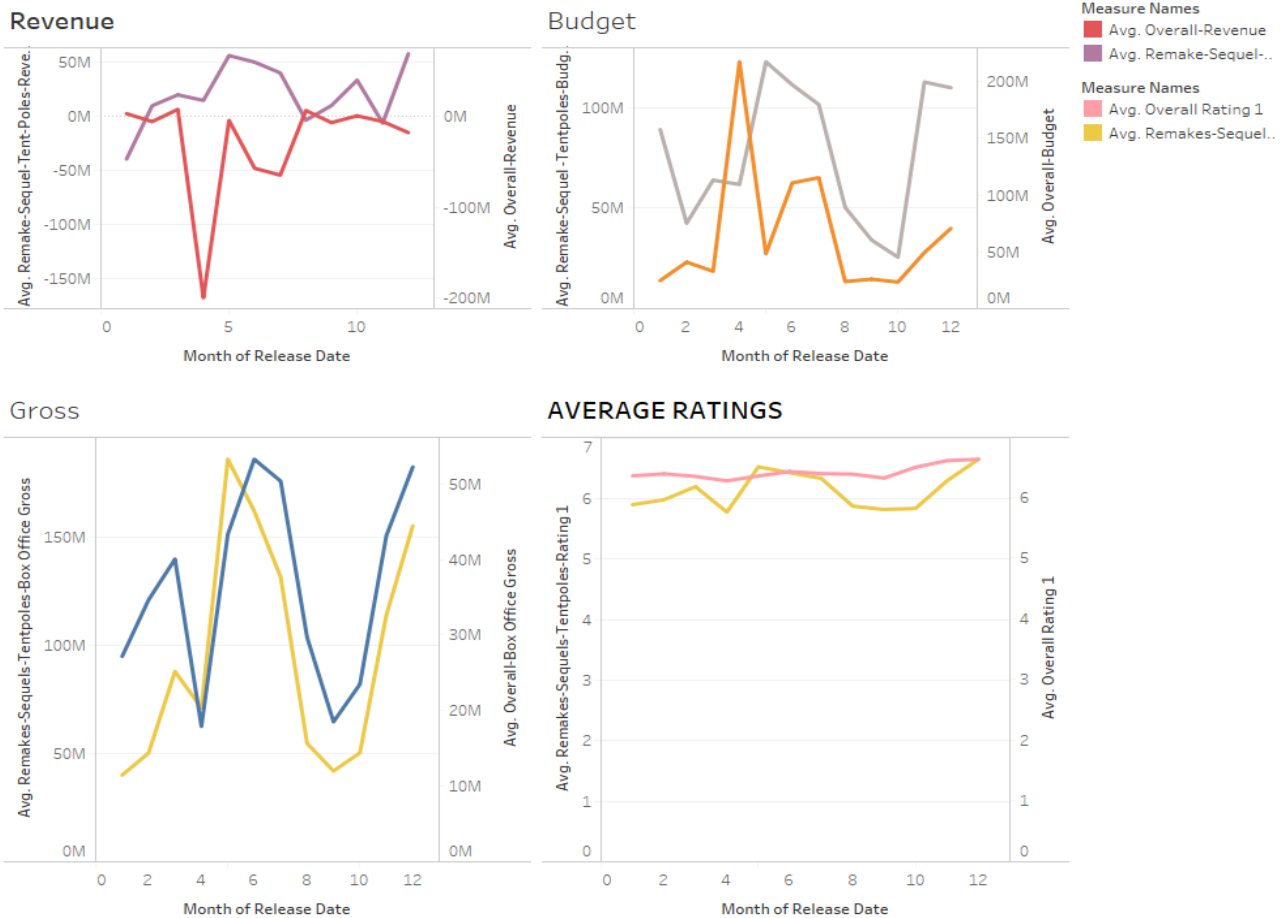 Revenue
Avg. Remake-Sequel-Tent-Poles-Reve..
50M
0M
-50M
-100M
-150M
0M
-100M
-200M
Avg. Overall-Revenue
0
5
10
Month of Release Date
Budget
Avg. Remake-Sequel -Tentpoles-Budg..
100M
50M
0M
200M
150M
100M
50M
0M
Avg. Overall-Budget
0
2
4
6
8
10
12
Month of Release Date
Measure Names
Avg. Overall-Revenue
Avg. Remake-Sequel-..
Measure Names
Avg. Overall Rating 1
Avg. Remakes-Sequel..
Gross
Avg. Remakes-Sequels-Tentpoles-Box Office Gross
150M
100M
50M
0M
50M
40M
30M
20M
10M
0M
Avg. Overall-Box Office Gross
0
2
4
6
8
10
12
Month of Release Date
AVERAGE RATINGS
Avg. Remakes-Sequels-Tentpoles-Rating 1
7
6
5
4
3
2
1
0
6
5
4
3
2
1
0
Avg. Overall Rating 1
0
2
4
6
8
10
12
Month of Release Date